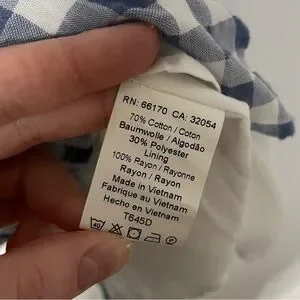 RN: 66170 CA: 32054
70% Cotton / Coton
Baumwolle / Algodão
30% Polyester
Lining
100% Rayon / Rayonne
Rayon / Rayon
Made in Vietnam
Fabriqué au Vietnam
Hecho en Vietnam
T645D
40